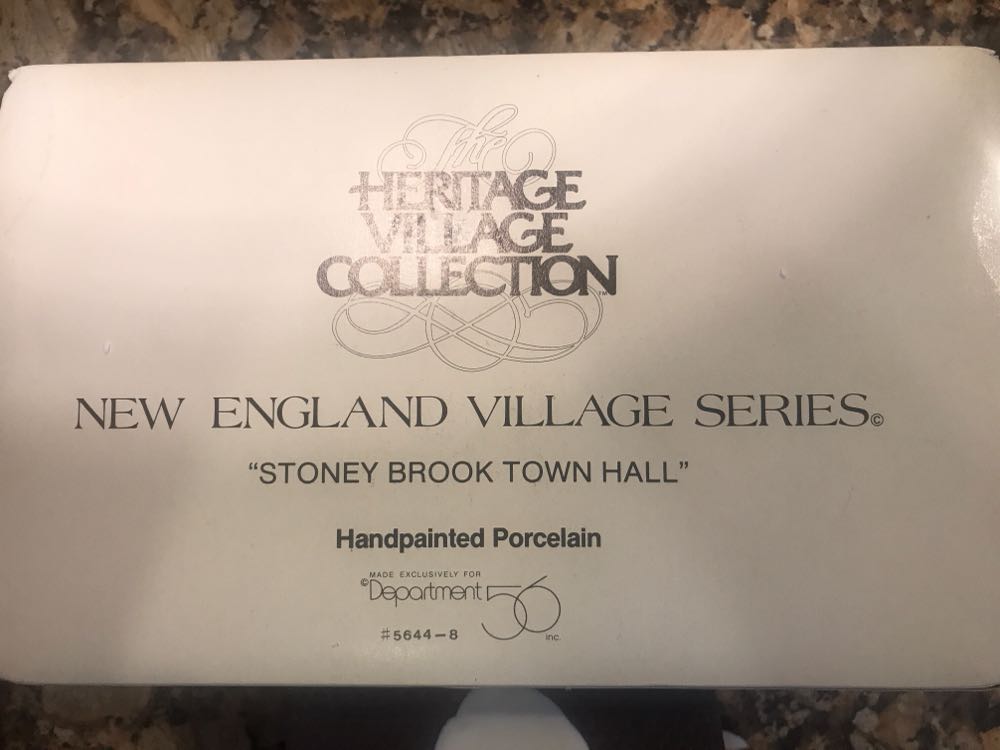 The
HERITAGE
VILLAGE
COLLECTION™
NEW ENGLAND VILLAGE SERIES©
“STONEY BROOK TOWN HALL”
Handpainted Porcelain
MADE EXCLUSIVELY FOR
©Department 56 inc.
#5644–8